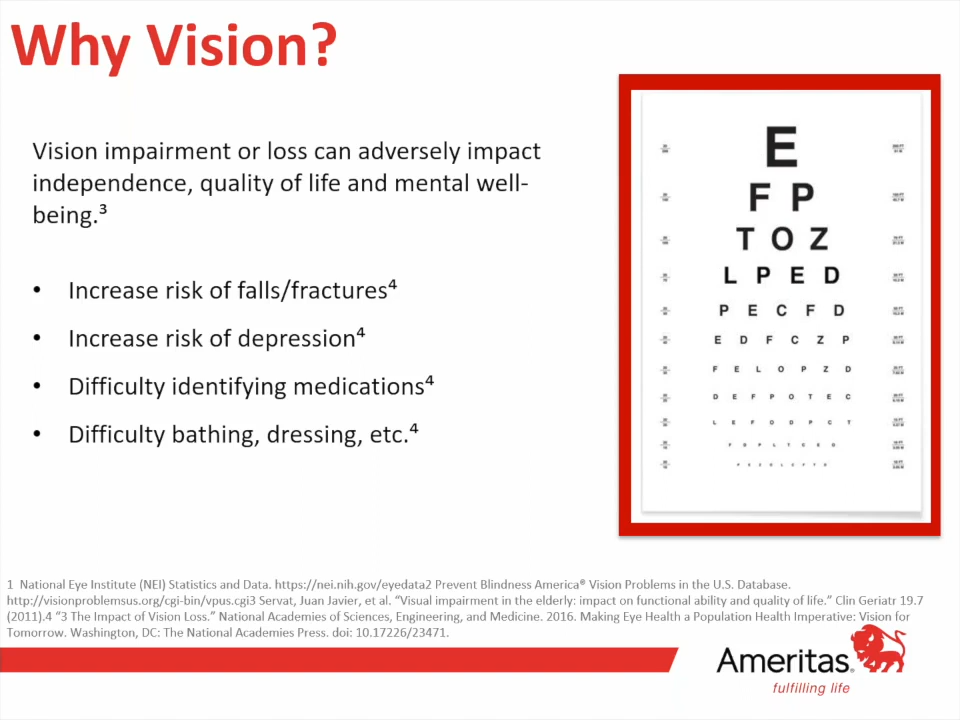 Why Vision?
Vision impairment or loss can adversely impact
independence, quality of life and mental well-
being.³
• Increase risk of falls/fractures⁴
• Increase risk of depression⁴
• Difficulty identifying medications⁴
• Difficulty bathing, dressing, etc.⁴
E
F P
T O Z
L P E D
P E C F D
E D F C Z P
F E L O P Z D
D E F P O T E C
L E F O D P C T
1 National Eye Institute (NEI) Statistics and Data. https://nei.nih.gov/eyedata2 Prevent Blindness America® Vision Problems in the U.S. Database.
http://visionproblemsus.org/cgi-bin/vpus.cgi3 Servat, Juan Javier, et al. “Visual impairment in the elderly: impact on functional ability and quality of life.” Clin Geriatr 19.7
(2011).4 “3 The Impact of Vision Loss.” National Academies of Sciences, Engineering, and Medicine. 2016. Making Eye Health a Population Health Imperative: Vision for
Tomorrow. Washington, DC: The National Academies Press. doi: 10.17226/23471.
Ameritas®
fulfilling life